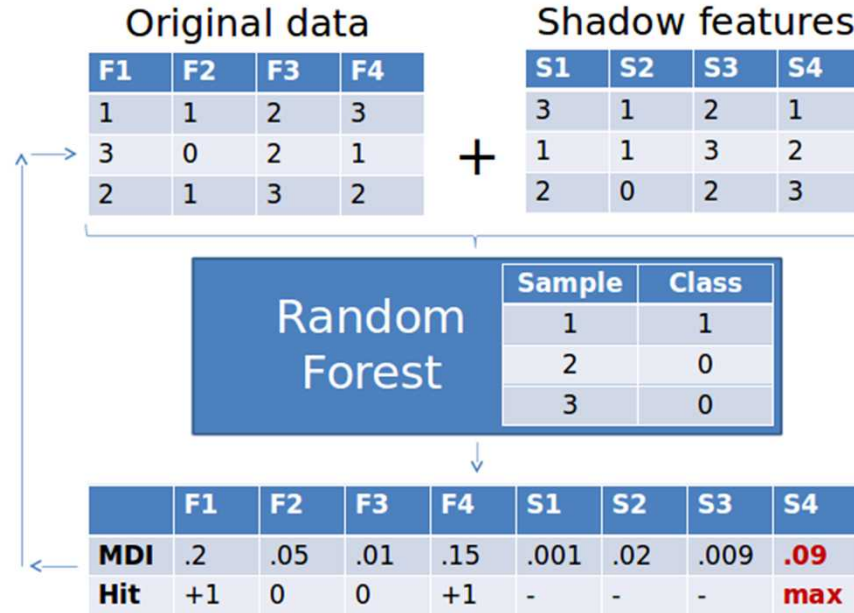 Original data
Shadow features
F1 F2 F3 F4
1 1 2 3
3 0 2 1
2 1 3 2
+
S1 S2 S3 S4
3 1 2 1
1 1 3 2
2 0 2 3
Random
Forest
Sample Class
1 1
2 0
3 0
F1 F2 F3 F4 S1 S2 S3 S4
MDI .2 .05 .01 .15 .001 .02 .009 .09
Hit +1 0 0 +1 - - - max